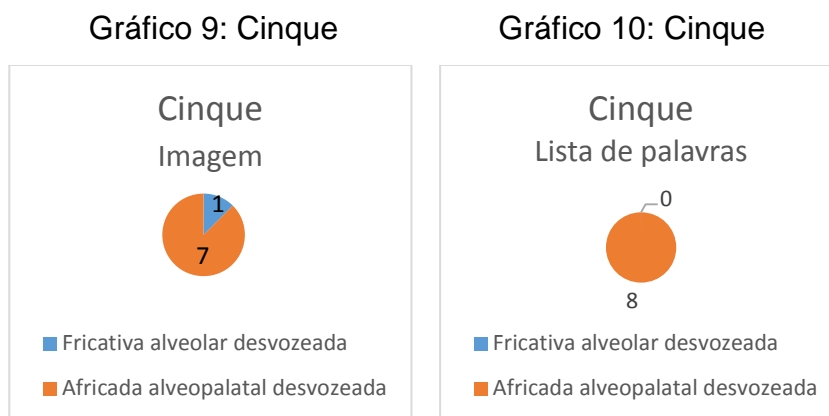 Gráfico 9: Cinque
Cinque
Imagem
1
7
Fricativa alveolar desvozeada
Africada alveopalatal desvozeada
Gráfico 10: Cinque
Cinque
Lista de palavras
0
8
Fricativa alveolar desvozeada
Africada alveopalatal desvozeada